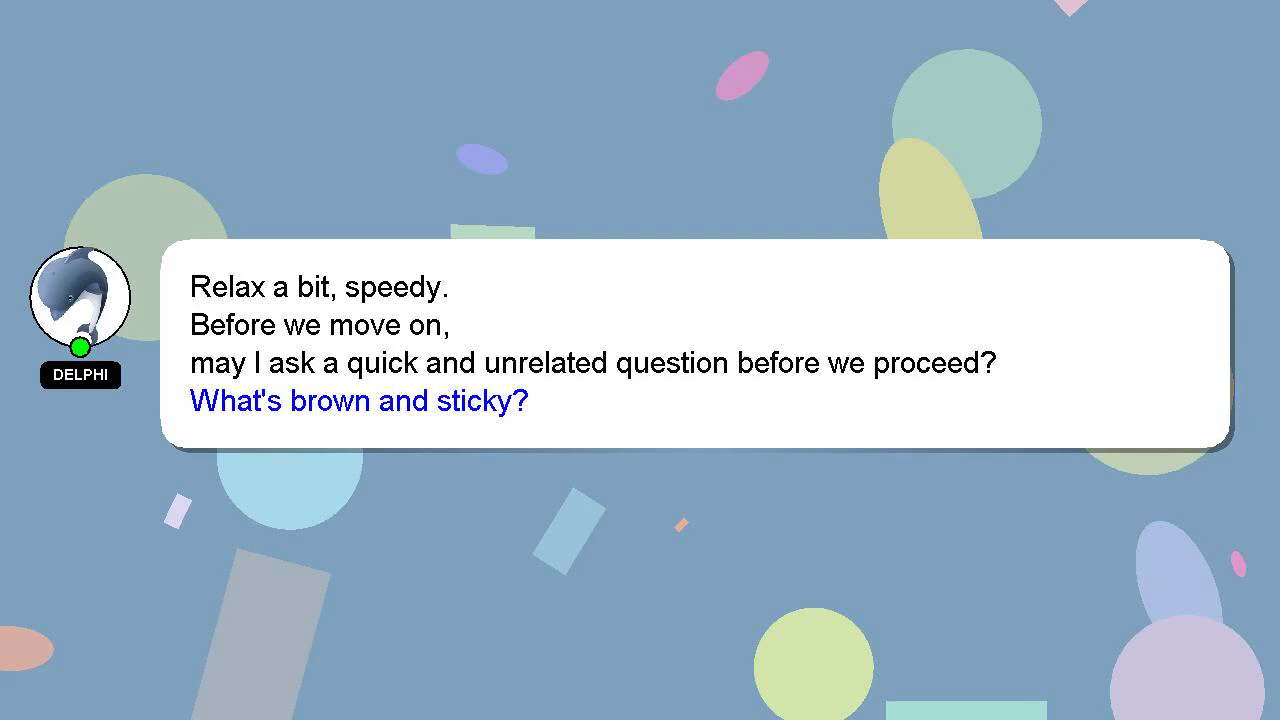 Relax a bit, speedy.
Before we move on,
may I ask a quick and unrelated question before we proceed?
What's brown and sticky?
DELPHI